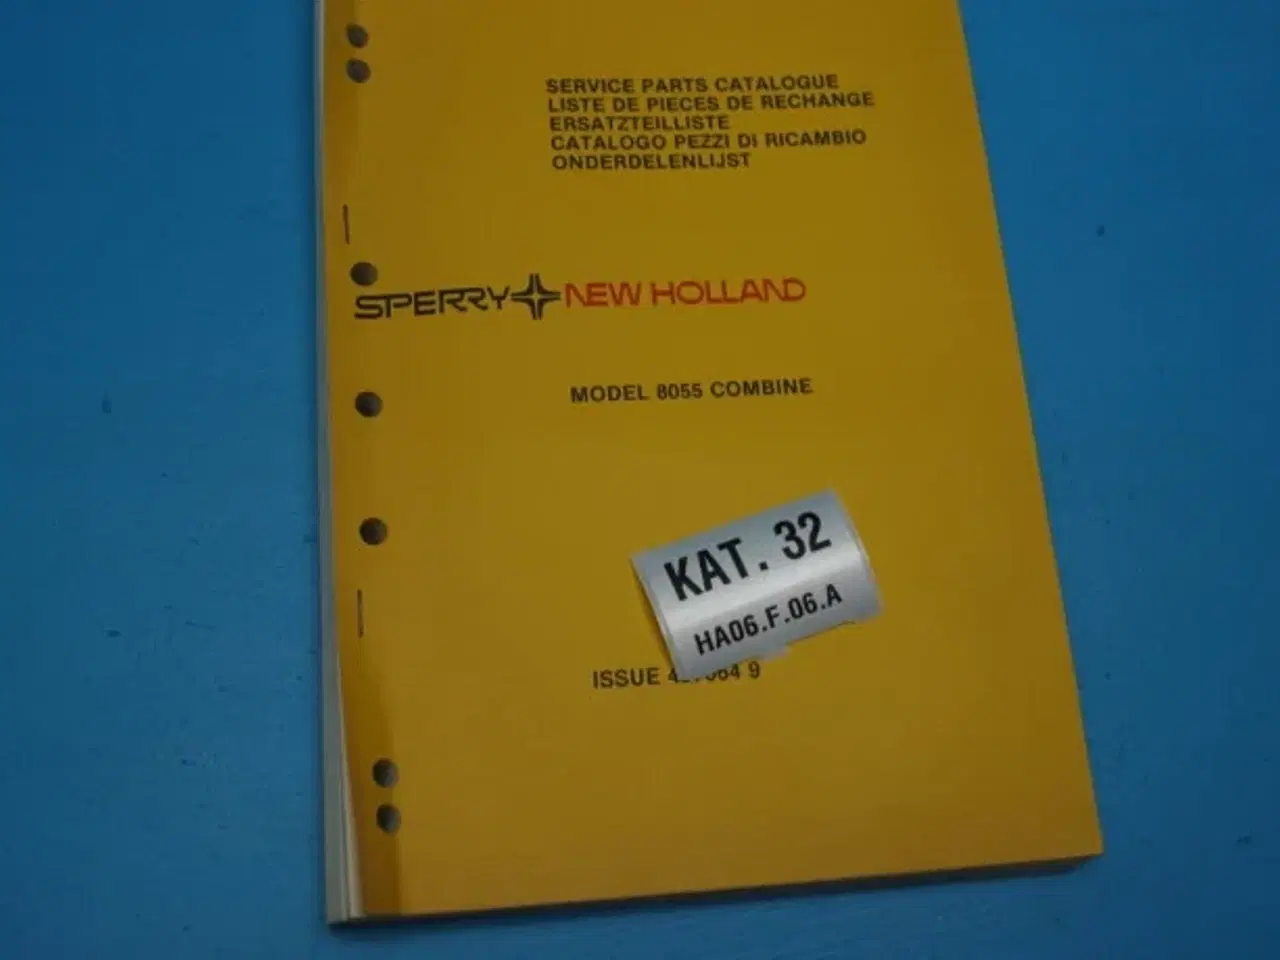 SERVICE PARTS CATALOGUE
LISTE DE PIECES DE RECHANGE
ERSATZTEILLISTE
CATALOGO PEZZI DI RICAMBIO
ONDERDELENLIJST
SPERRY NEW HOLLAND
MODEL 8055 COMBINE
KAT. 32
HA06.F.06.A
ISSUE 9